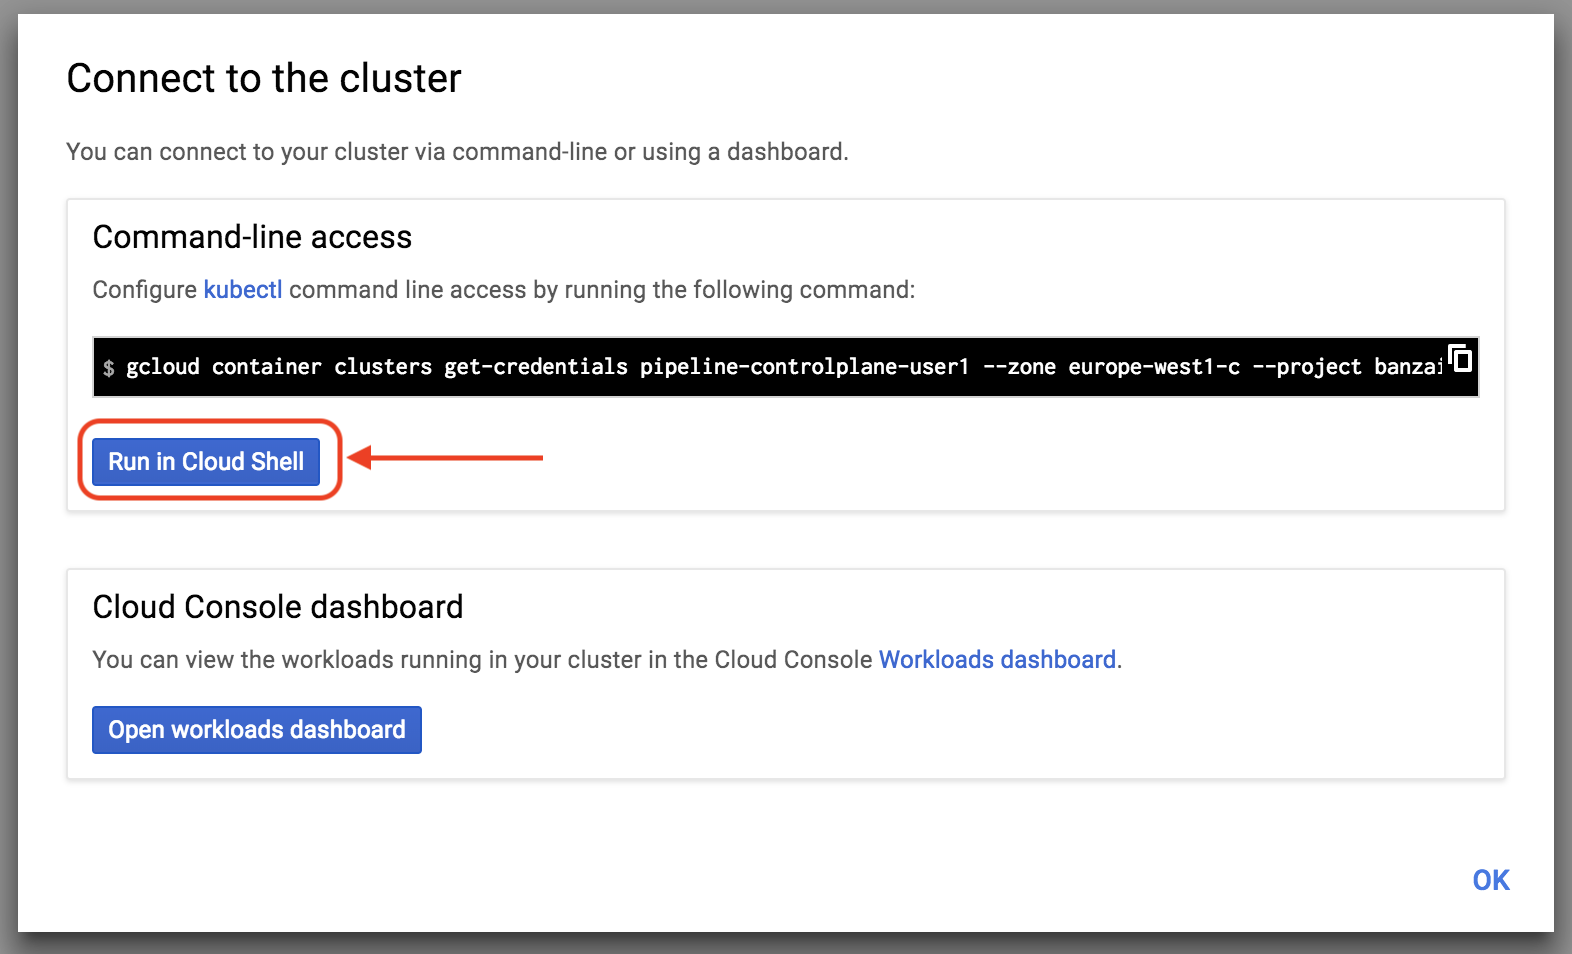 Connect to the cluster
You can connect to your cluster via command-line or using a dashboard.
Command-line access
Configure kubectl command line access by running the following command:
$ gcloud container clusters get-credentials pipeline-controlplane-user1 --zone europe-west1-c --project banzai
Run in Cloud Shell
Cloud Console dashboard
You can view the workloads running in your cluster in the Cloud Console Workloads dashboard.
Open workloads dashboard
OK